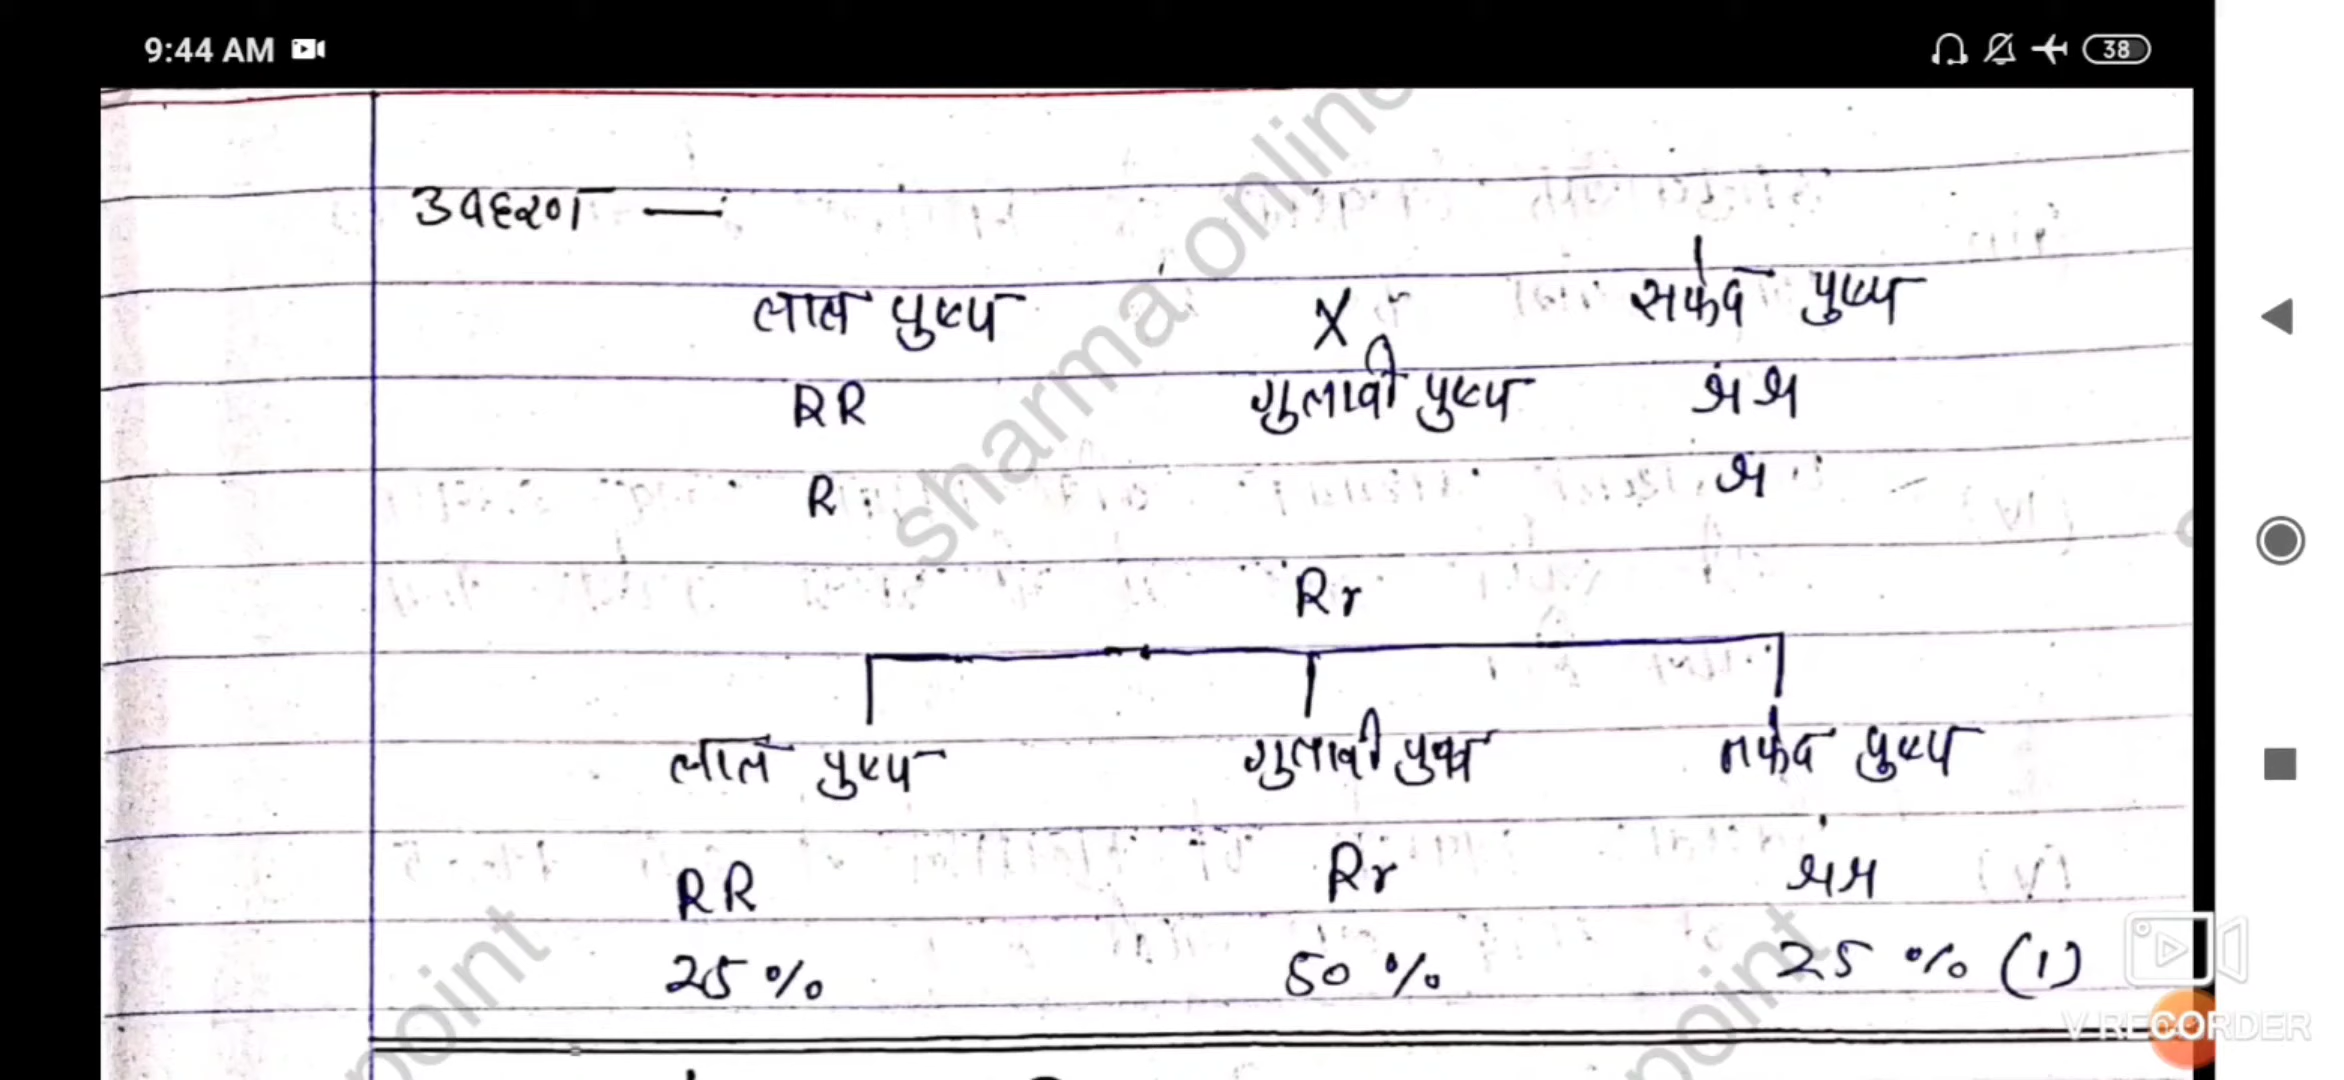 9:44 AM 38
उदाहरण —
लाल पुष्प X सफेद पुष्प
RR गुलाबी पुष्प rr
R r
Rr
लाल पुष्प गुलाबी पुष्प सफेद पुष्प
RR Rr rr
25% 50% 25% (1)
sharma online
point
point
V RECORDER